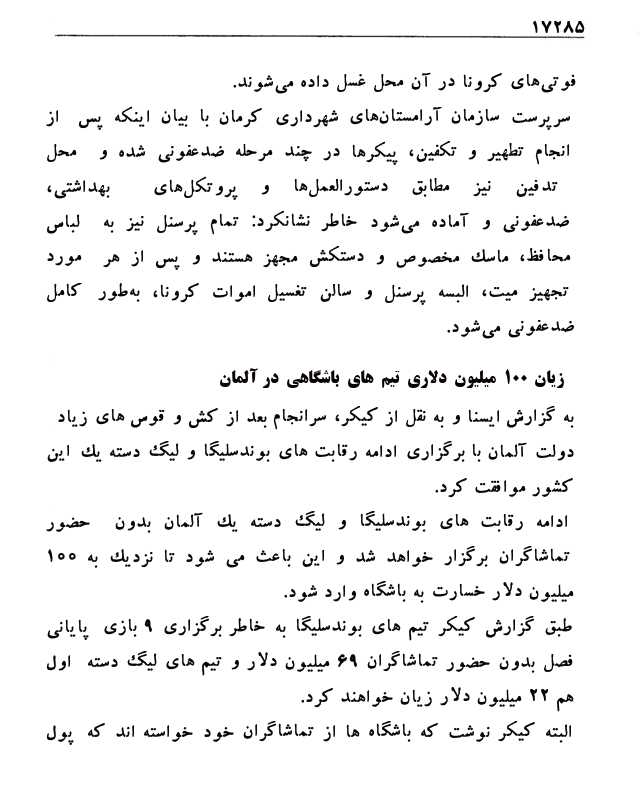 ۱۷۲۸۵
فوتی‌های کرونا در آن محل غسل داده می‌شوند.
سرپرست سازمان آرامستان‌های شهرداری کرمان با بیان اینکه پس از
انجام تطهیر و تکفین، پیکرها در چند مرحله ضدعفونی شده و محل
تدفین نیز مطابق دستورالعمل‌ها و پروتکل‌های بهداشتی،
ضدعفونی و آماده می‌شود خاطر نشانکرد: تمام پرسنل نیز به لباس
محافظ، ماسك مخصوص و دستکش مجهز هستند و پس از هر مورد
تجهیز میت، البسه پرسنل و سالن تغسیل اموات کرونا، به‌طور کامل
ضدعفونی می‌شود.
زیان ۱۰۰ میلیون دلاری تیم های باشگاهی در آلمان
به گزارش ایسنا و به نقل از کیکر، سرانجام بعد از کش و قوس های زیاد
دولت آلمان با برگزاری ادامه رقابت های بوندسلیگا و لیگ دسته یك این
کشور موافقت کرد.
ادامه رقابت های بوندسلیگا و لیگ دسته یك آلمان بدون حضور
تماشاگران برگزار خواهد شد و این باعث می شود تا نزدیك به ۱۰۰
میلیون دلار خسارت به باشگاه وارد شود.
طبق گزارش کیکر تیم های بوندسلیگا به خاطر برگزاری ۹ بازی پایانی
فصل بدون حضور تماشاگران ۶۹ میلیون دلار و تیم های لیگ دسته اول
هم ۲۲ میلیون دلار زیان خواهند کرد.
البته کیکر نوشت که باشگاه ها از تماشاگران خود خواسته اند که پول